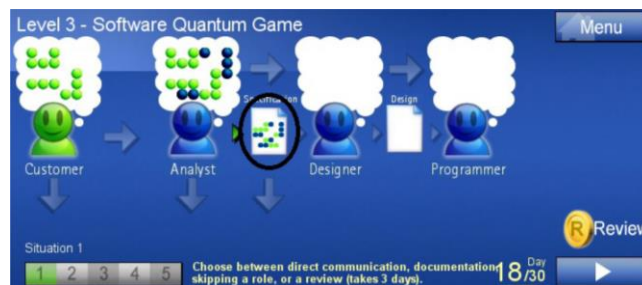 Level 3 - Software Quantum Game
Menu
Specification
Design
Customer
Analyst
Designer
Programmer
R Review
Situation 1
1 2 3 4 5
Choose between direct communication, documentation,
skipping a role, or a review (takes 3 days).
Day
18/30